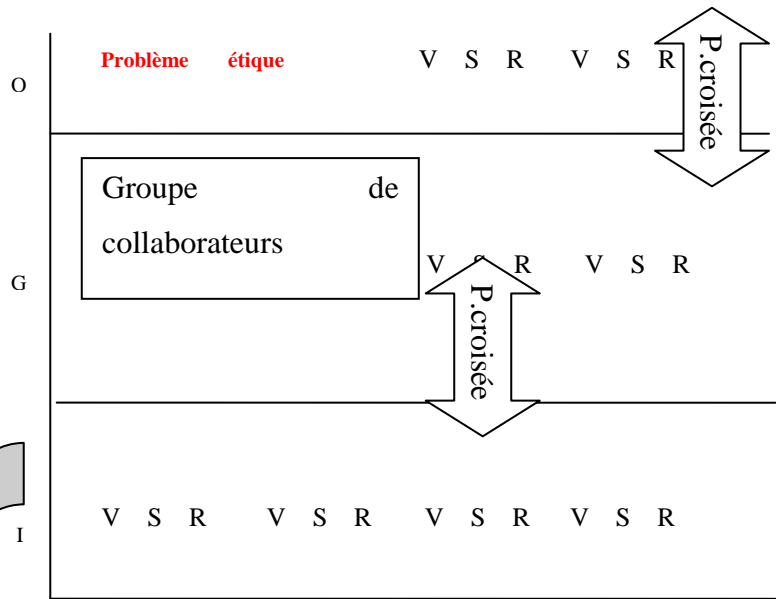 Problème étique V S R V S R
P.croisée
O
Groupe de
collaborateurs
V S R V S R
G
P.croisée
V S R V S R V S R V S R
I